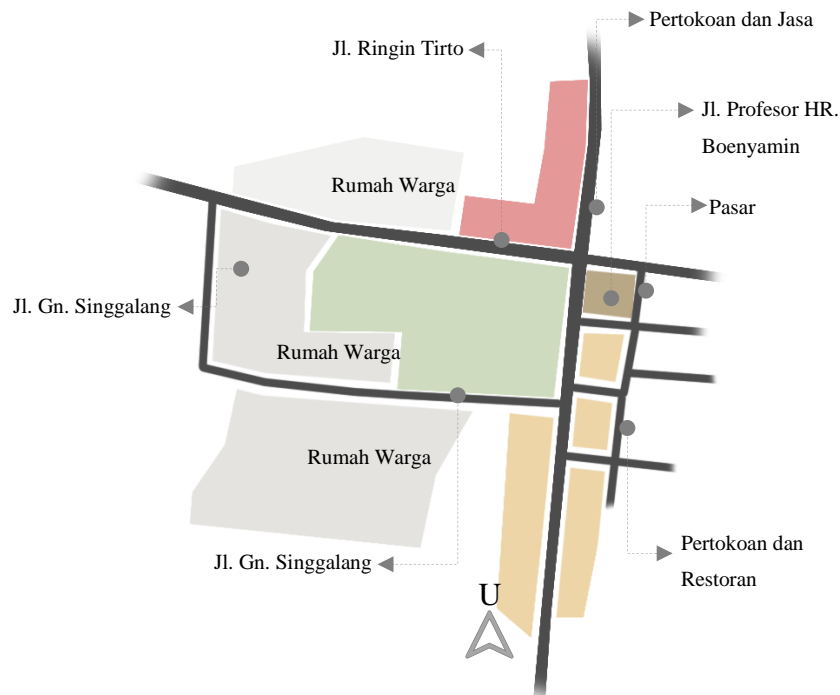 Pertokoan dan Jasa
Jl. Ringin Tirto
Jl. Profesor HR.
Boenyamin
Rumah Warga
Pasar
Jl. Gn. Singgalang
Rumah Warga
Rumah Warga
Jl. Gn. Singgalang
Pertokoan dan
Restoran
U